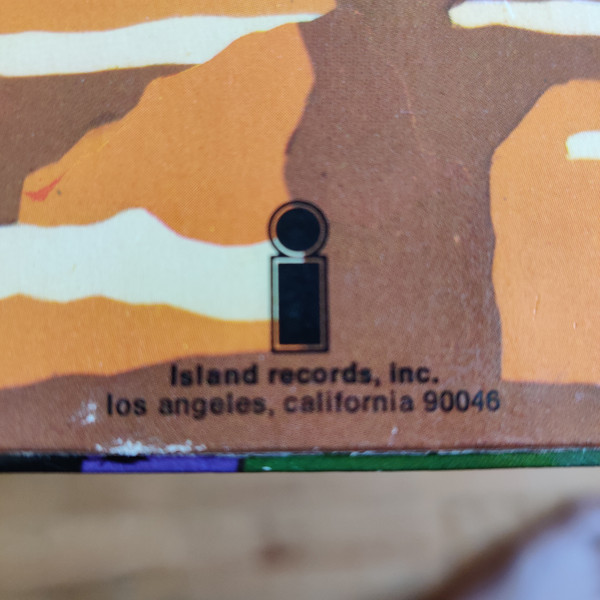 Island records, inc.
los angeles, california 90046